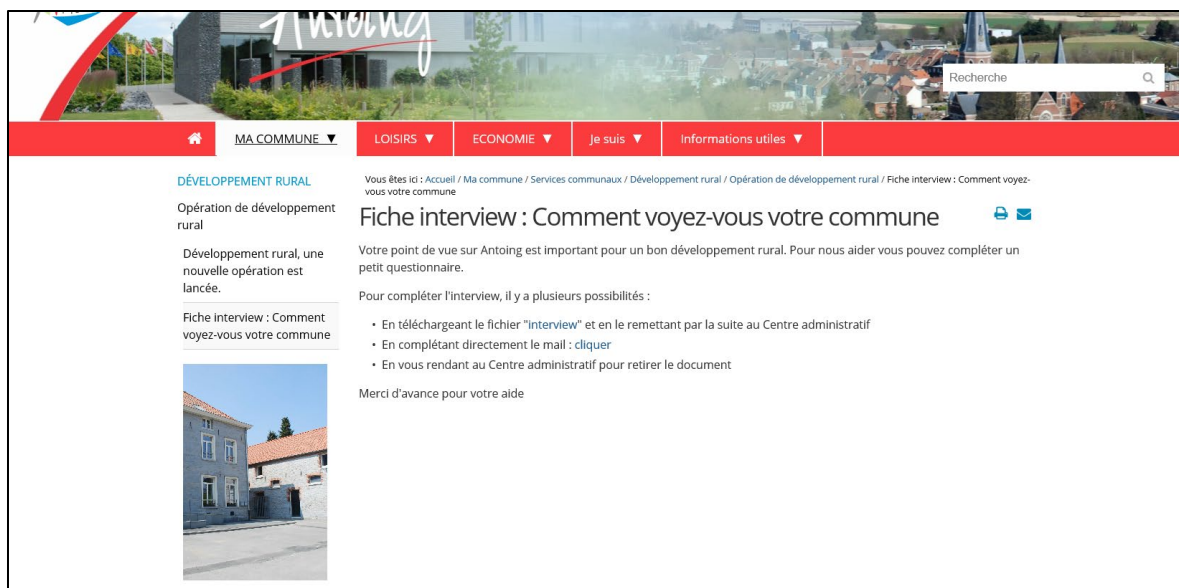 Antoing
Recherche
MA COMMUNE ▼
LOISIRS ▼
ECONOMIE ▼
Je suis ▼
Informations utiles ▼
DÉVELOPPEMENT RURAL
Opération de développement
rural
Développement rural, une
nouvelle opération est
lancée.
Fiche interview : Comment
voyez-vous votre commune
Vous êtes ici : Accueil / Ma commune / Services communaux / Développement rural / Opération de développement rural / Fiche interview : Comment voyez-
vous votre commune
Fiche interview : Comment voyez-vous votre commune
Votre point de vue sur Antoing est important pour un bon développement rural. Pour nous aider vous pouvez compléter un
petit questionnaire.
Pour compléter l'interview, il y a plusieurs possibilités :
• En téléchargeant le fichier "interview" et en le remettant par la suite au Centre administratif
• En complétant directement le mail : cliquer
• En vous rendant au Centre administratif pour retirer le document
Merci d'avance pour votre aide